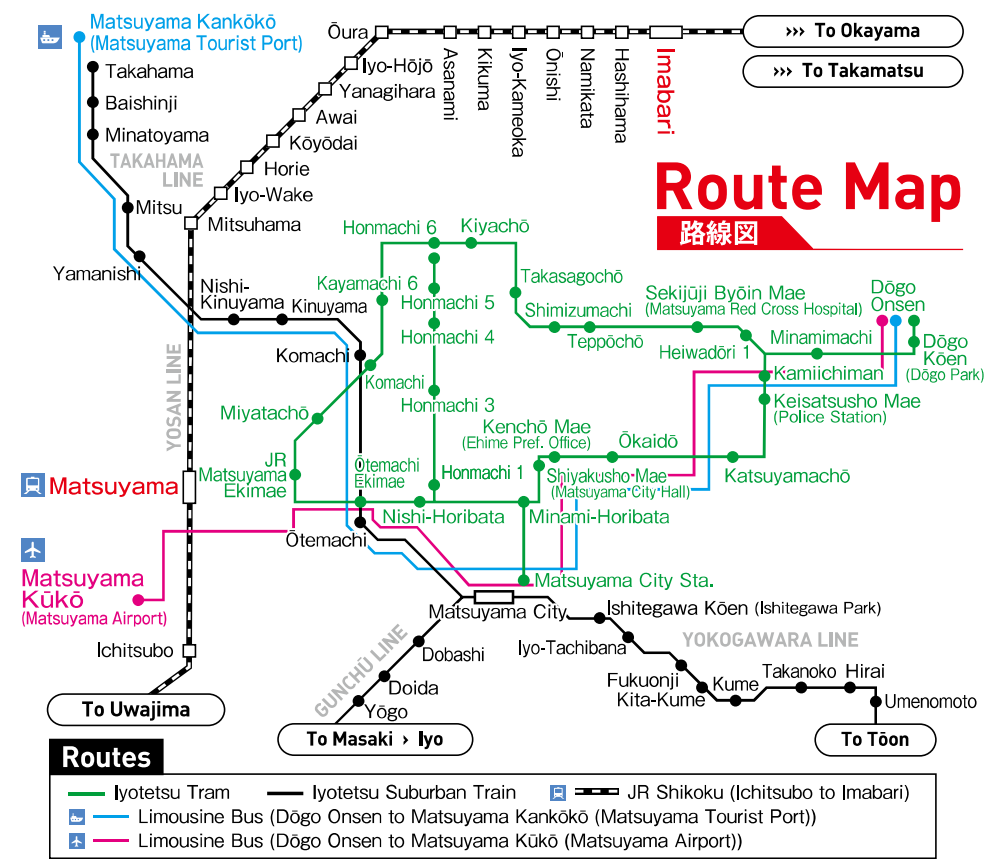 Matsuyama Kankōkō
(Matsuyama Tourist Port)
Takahama
Baishinji
Minatoyama
TAKAHAMA
LINE
Mitsu
Yamanishi
Nishi-
Kinuyama
Kinuyama
Komachi
Ōura
Iyo-Hōjō
Yanagihara
Awai
Kōyōdai
Horie
Iyo-Wake
Mitsuhama
Asanami
Kikuma
Iyo-Kameoka
Ōnishi
Namikata
Hashihama
Imabari
››› To Okayama
››› To Takamatsu
Route Map
路線図
Honmachi 6
Kiyachō
Kayamachi 6
Takasagochō
Honmachi 5
Shimizumachi
Honmachi 4
Teppōchō
Sekijūji Byōin Mae
(Matsuyama Red Cross Hospital)
Heiwadōri 1
Minamimachi
Dōgo
Onsen
Dōgo
Kōen
(Dōgo Park)
Kamiichiman
Keisatsusho Mae
(Police Station)
Komachi
Honmachi 3
Miyatachō
Kenchō Mae
(Ehime Pref. Office)
Ōkaidō
Katsuyamachō
YOSAN LINE
JR
Matsuyama
Ekimae
Ōtemachi
Ekimae
Honmachi 1
Shiyakusho Mae
(Matsuyama City Hall)
Matsuyama
Nishi-Horibata
Minami-Horibata
Ōtemachi
Matsuyama
Kūkō
(Matsuyama Airport)
Matsuyama City Sta.
Matsuyama City
Ishitegawa Kōen (Ishitegawa Park)
YOKOGAWARA LINE
Iyo-Tachibana
Fukuonji
Kita-Kume
Kume
Takanoko
Hirai
Umenomoto
To Tōon
Ichitsubo
To Uwajima
GUNCHŪ LINE
Dobashi
Doida
Yōgo
To Masaki › Iyo
Routes
Iyotetsu Tram
Iyotetsu Suburban Train
JR Shikoku (Ichitsubo to Imabari)
Limousine Bus (Dōgo Onsen to Matsuyama Kankōkō (Matsuyama Tourist Port))
Limousine Bus (Dōgo Onsen to Matsuyama Kūkō (Matsuyama Airport))